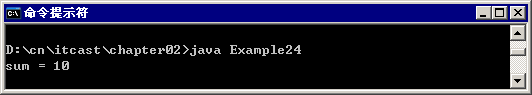 命令提示符
D:\cn\itcast\chapter02>java Example24
sum = 10